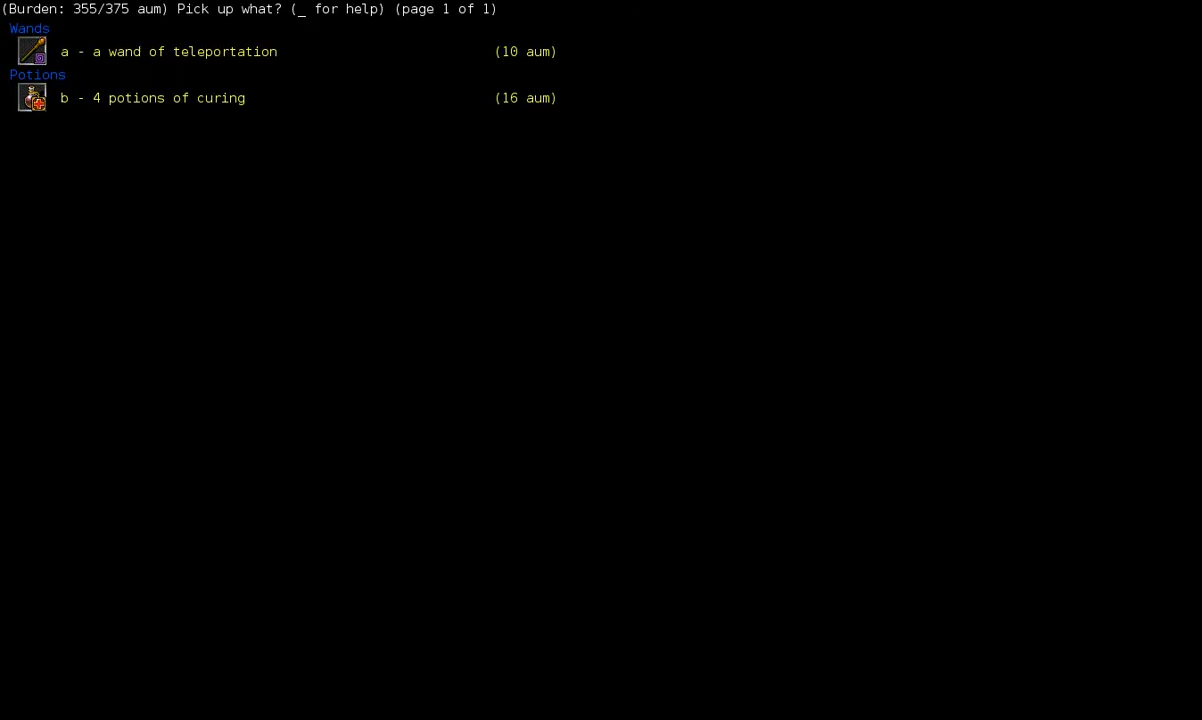 (Burden: 355/375 aum) Pick up what? (_ for help) (page 1 of 1)
Wands
a - a wand of teleportation (10 aum)
Potions
b - 4 potions of curing (16 aum)